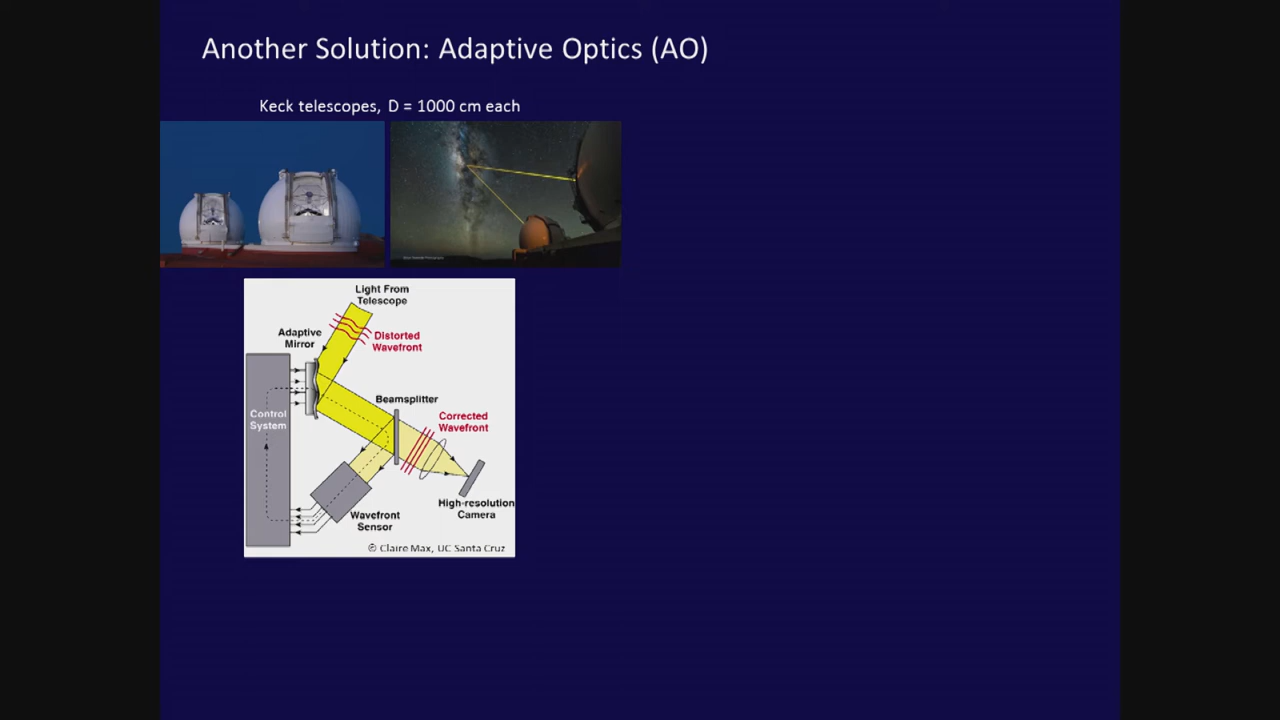 Another Solution: Adaptive Optics (AO)
Keck telescopes, D = 1000 cm each
Light From
Telescope
Adaptive
Mirror
Distorted
Wavefront
Beamsplitter
Control
System
Corrected
Wavefront
High-resolution
Camera
Wavefront
Sensor
© Claire Max, UC Santa Cruz